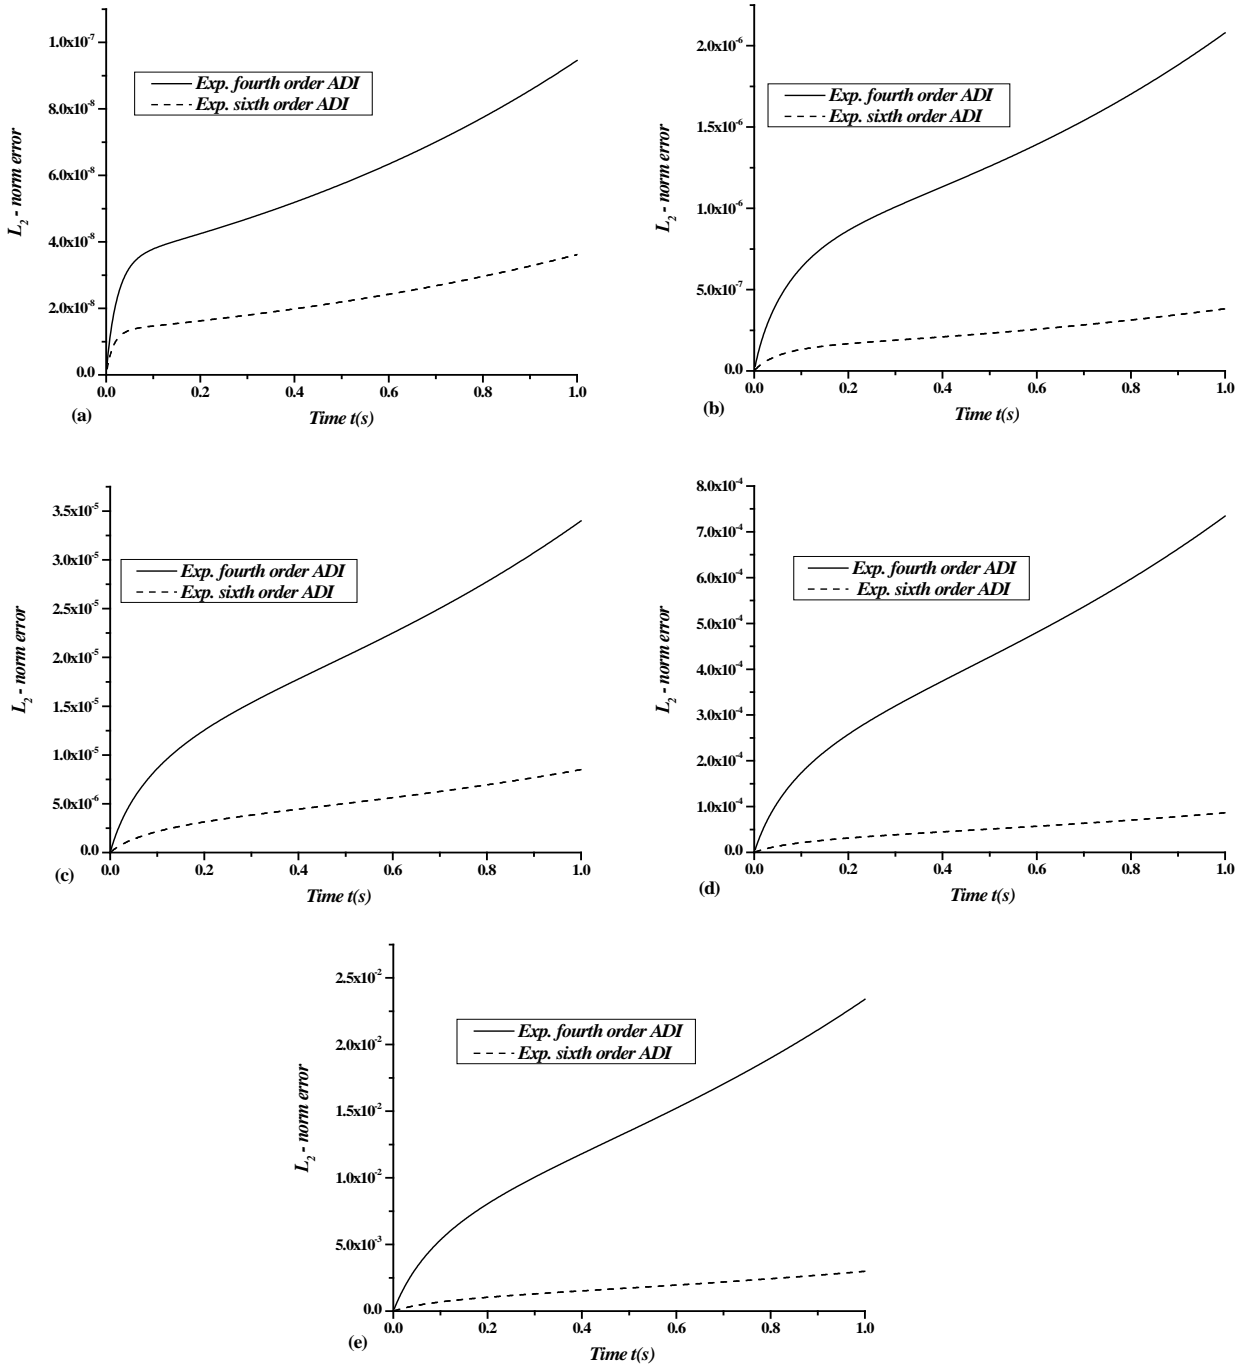 1.0x10⁻⁷
8.0x10⁻⁸
6.0x10⁻⁸
4.0x10⁻⁸
2.0x10⁻⁸
0.0
L₂ - norm error
Exp. fourth order ADI
Exp. sixth order ADI
0.0 0.2 0.4 0.6 0.8 1.0
(a)
Time t(s)
2.0x10⁻⁶
1.5x10⁻⁶
1.0x10⁻⁶
5.0x10⁻⁷
0.0
L₂ - norm error
Exp. fourth order ADI
Exp. sixth order ADI
0.0 0.2 0.4 0.6 0.8 1.0
(b)
Time t(s)
3.5x10⁻⁵
3.0x10⁻⁵
2.5x10⁻⁵
2.0x10⁻⁵
1.5x10⁻⁵
1.0x10⁻⁵
5.0x10⁻⁶
0.0
L₂ - norm error
Exp. fourth order ADI
Exp. sixth order ADI
0.0 0.2 0.4 0.6 0.8 1.0
(c)
Time t(s)
8.0x10⁻⁴
7.0x10⁻⁴
6.0x10⁻⁴
5.0x10⁻⁴
4.0x10⁻⁴
3.0x10⁻⁴
2.0x10⁻⁴
1.0x10⁻⁴
0.0
L₂ - norm error
Exp. fourth order ADI
Exp. sixth order ADI
0.0 0.2 0.4 0.6 0.8 1.0
(d)
Time t(s)
2.5x10⁻²
2.0x10⁻²
1.5x10⁻²
1.0x10⁻²
5.0x10⁻³
0.0
L₂ - norm error
Exp. fourth order ADI
Exp. sixth order ADI
0.0 0.2 0.4 0.6 0.8 1.0
(e)
Time t(s)